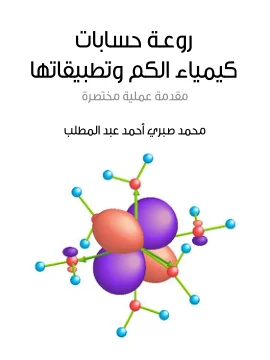 روعة حسابات
كيمياء الكم وتطبيقاتها
مقدمة عملية مختصرة
محمد صبري أحمد عبد المطلب